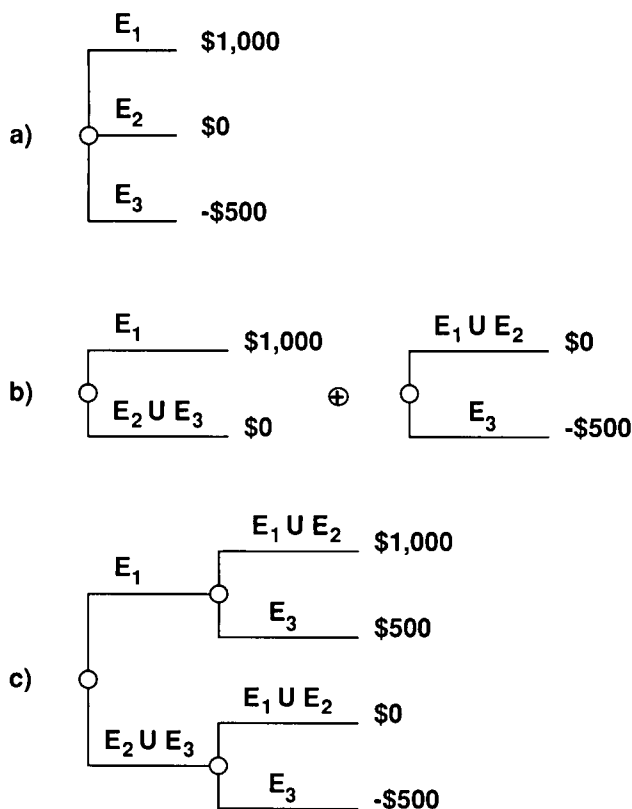 E1 $1,000
a) E2 $0
E3 -$500
E1 $1,000 E1 U E2 $0
b) ⊕
E2 U E3 $0 E3 -$500
E1 U E2 $1,000
E1
E3 $500
c)
E1 U E2 $0
E2 U E3
E3 -$500